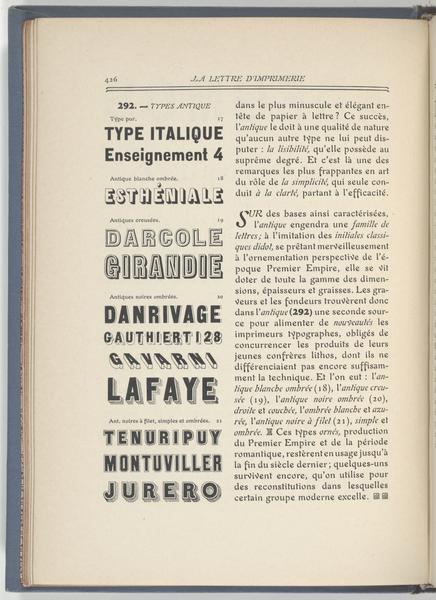 426
LA LETTRE D'IMPRIMERIE
292. — TYPES ANTIQUE
Type pur. 17
TYPE ITALIQUE
Enseignement 4
Antique blanche ombrée. 18
ESTHÉNIALE
Antiques creusées. 19
DARCOLE
GIRANDIE
Antiques noires ombrées. 20
DANRIVAGE
GAUTHIERT128
GAVARNI
LAFAYE
Ant. noires à filet, simples et ombrées. 21
TENURIPUY
MONTUVILLER
JURERO
dans le plus minuscule et élégant en-
tête de papier à lettre? Ce succès,
l'antique le doit à une qualité de nature
qu'aucun autre type ne lui peut dis-
puter : la lisibilité, qu'elle possède au
suprême degré. Et c'est là une des
remarques les plus frappantes en art
du rôle de la simplicité, qui seule con-
duit à la clarté, partant à l'efficacité.
SUR des bases ainsi caractérisées,
l'antique engendra une famille de
lettres; à l'imitation des initiales classi-
ques didot, se prêtant merveilleusement
à l'ornementation perspective de l'é-
poque Premier Empire, elle se vit
doter de toute la gamme des dimen-
sions, épaisseurs et graisses. Les gra-
veurs et les fondeurs trouvèrent donc
dans l'antique (292) une seconde sour-
ce pour alimenter de nouveautés les
imprimeurs typographes, obligés de
concurrencer les produits de leurs
jeunes confrères lithos, dont ils ne
différenciaient pas encore suffisam-
ment la technique. Et l'on eut : l'an-
tique blanche ombrée (18), l'antique creu-
sée (19), l'antique noire ombrée (20),
droite et couchée, l'ombrée blanche et azu-
rée, l'antique noire à filet (21), simple et
ombrée. Ces types ornés, production
du Premier Empire et de la période
romantique, restèrent en usage jusqu'à
la fin du siècle dernier; quelques-uns
survivent encore, qu'on utilise pour
des reconstitutions dans lesquelles
certain groupe moderne excelle.